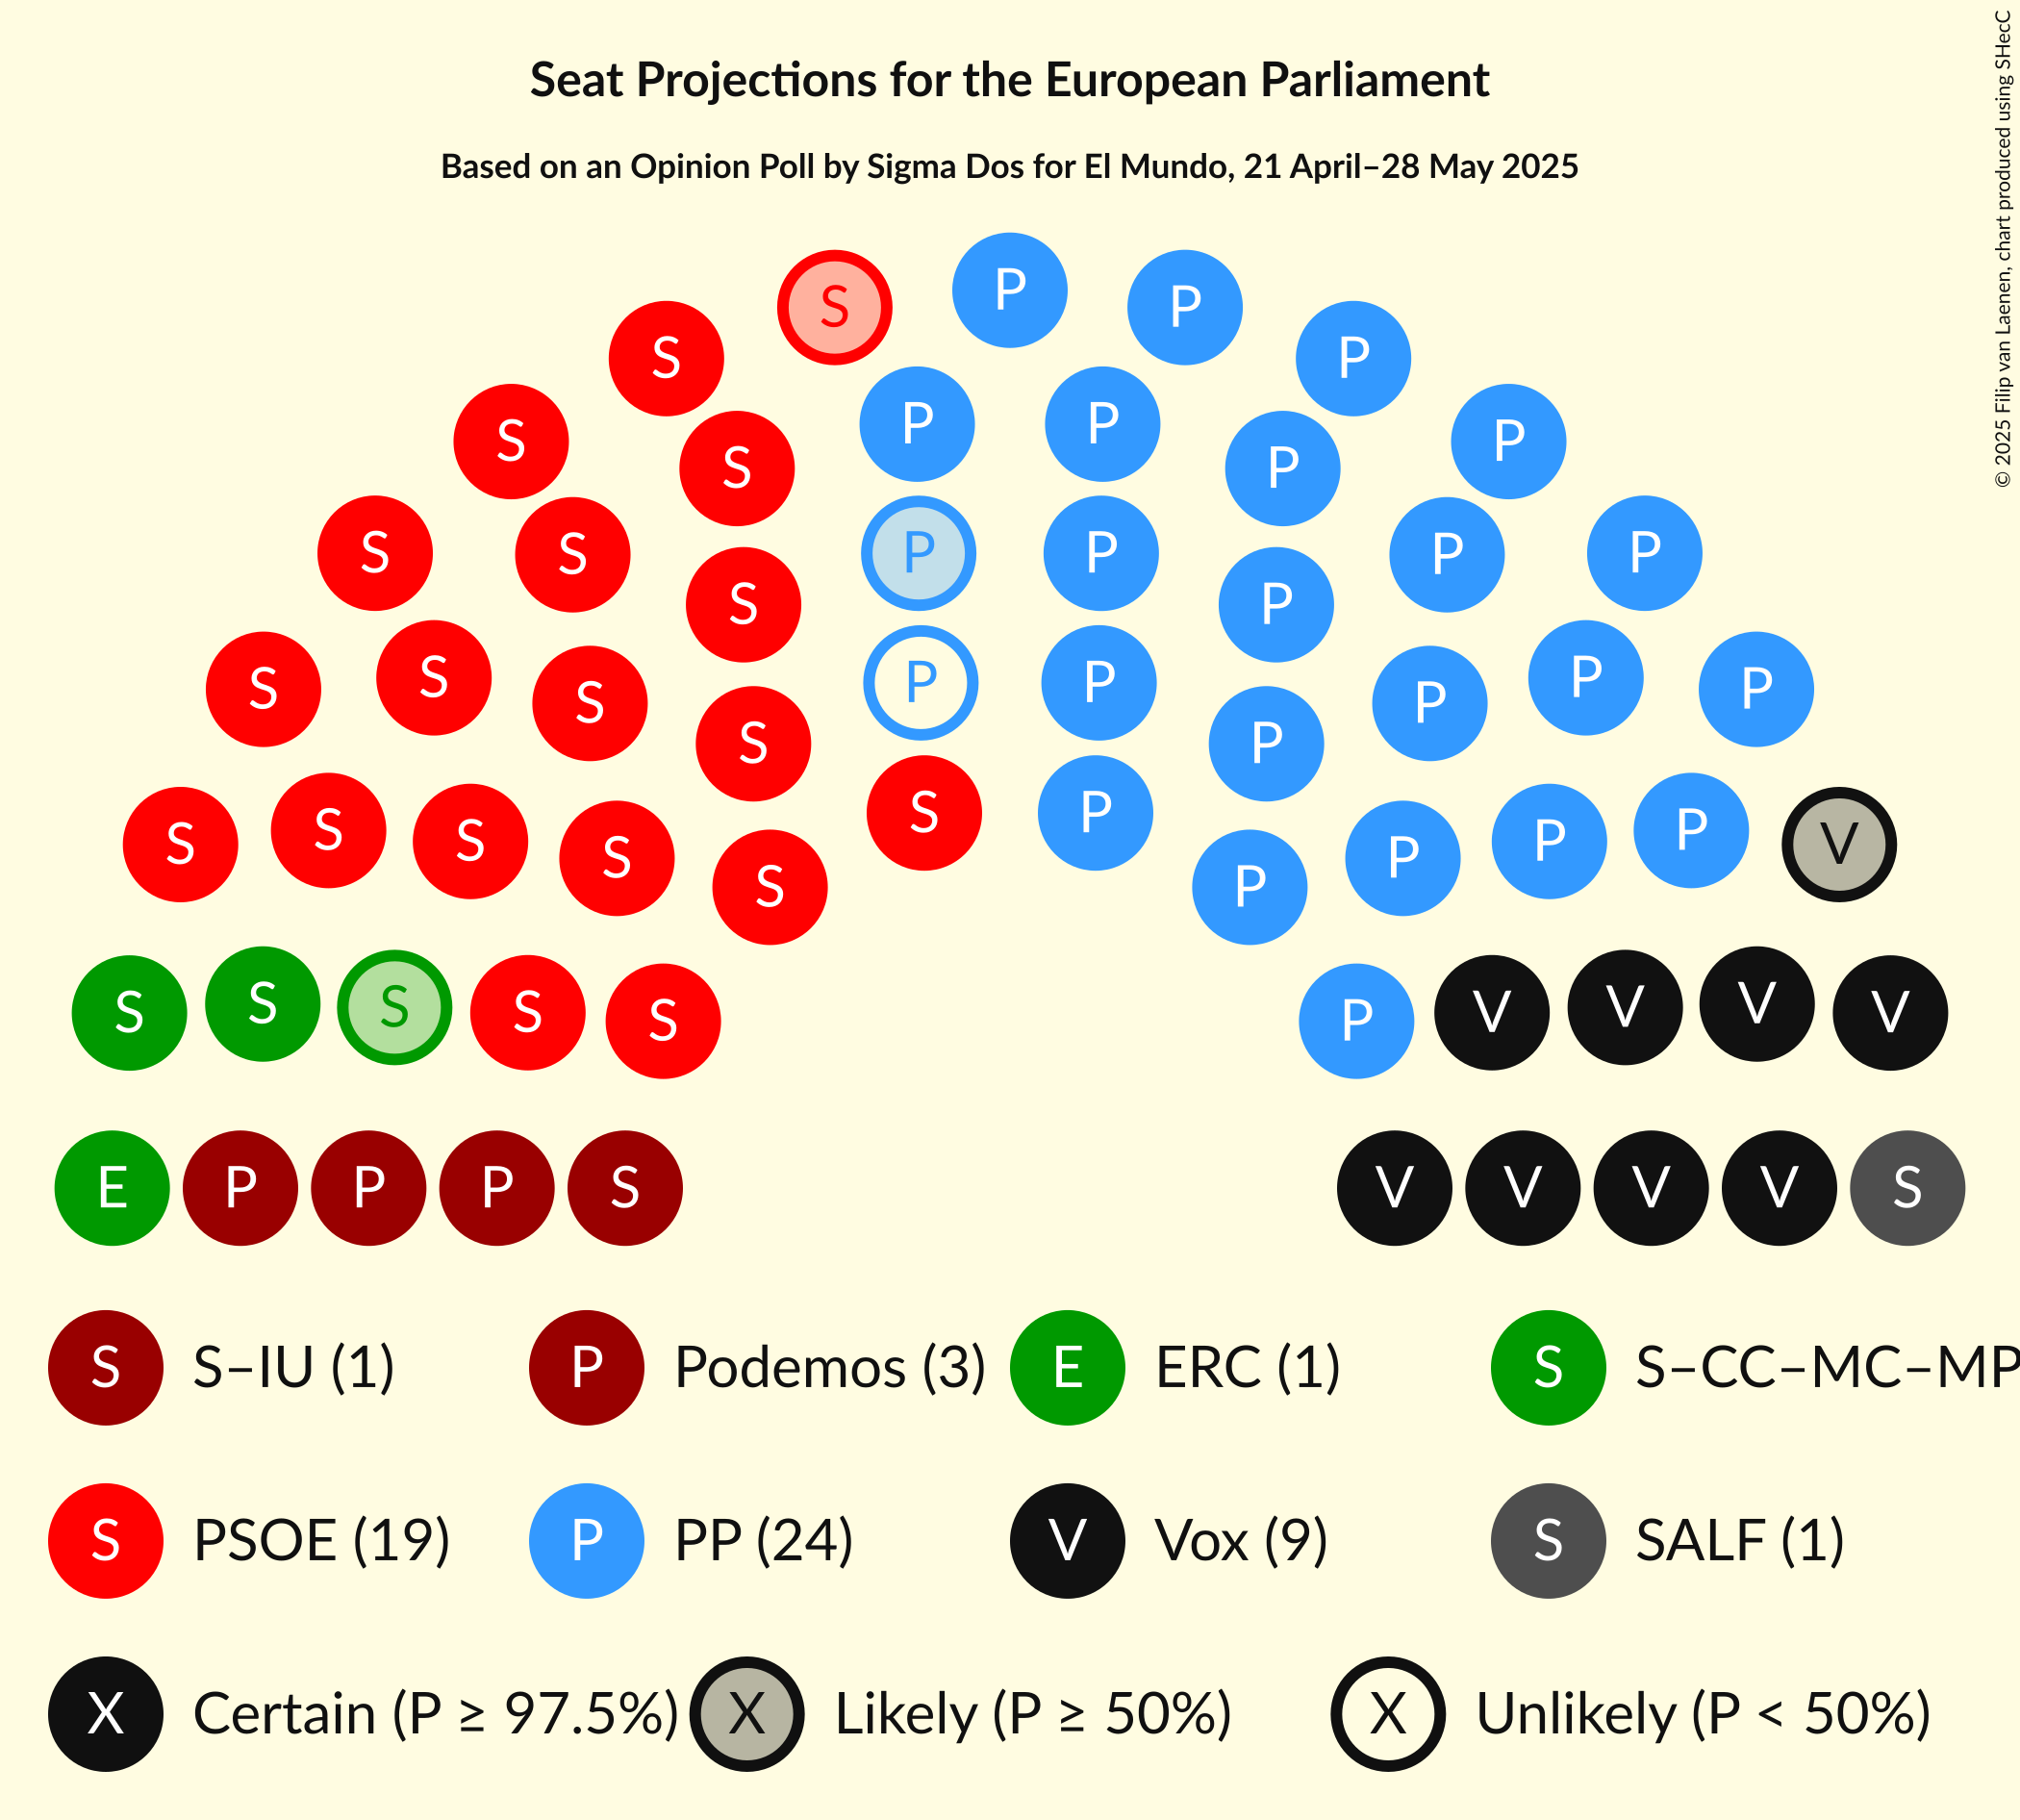 Seat Projections for the European Parliament
Based on an Opinion Poll by Sigma Dos for El Mundo, 21 April–28 May 2025
© 2025 Filip van Laenen, chart produced using SHecC
P
S P
S P
S P
P P
S P
S P
S P
P P
S P
S P
S P
P P
S P
S P
S P
S P
S P
S P
S P
S V
S P
S P
S P
S V
S V
S V
S V
S P
E P P P S V V V V S
S S–IU (1) P Podemos (3) E ERC (1) S S–CC–MC–MP
S PSOE (19) P PP (24) V Vox (9) S SALF (1)
X Certain (P ≥ 97.5%) X Likely (P ≥ 50%) X Unlikely (P < 50%)